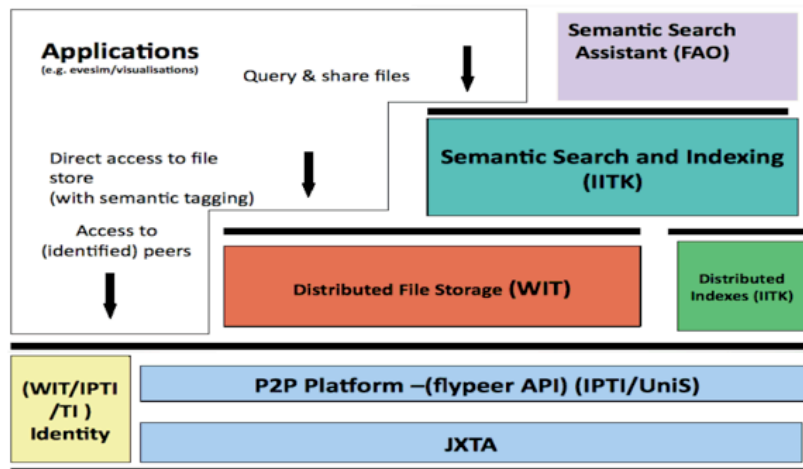 Applications
(e.g. evesim/visualisations)
Query & share files
Semantic Search
Assistant (FAO)
Direct access to file
store
(with semantic tagging)
Semantic Search and Indexing
(IITK)
Access to
(identified) peers
Distributed File Storage (WIT)
Distributed
Indexes (IITK)
(WIT/IPTI
/TI )
Identity
P2P Platform –(flypeer API) (IPTI/UniS)
JXTA